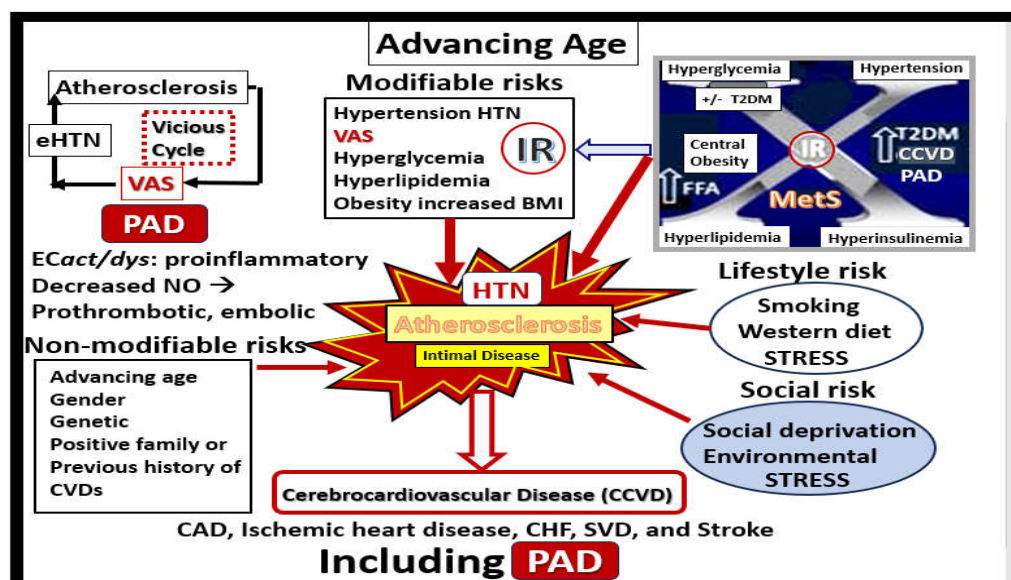 Advancing Age
Atherosclerosis
eHTN
Vicious
Cycle
VAS
PAD
ECact/dys: proinflammatory
Decreased NO →
Prothrombotic, embolic
Modifiable risks
Hypertension HTN
VAS
Hyperglycemia
Hyperlipidemia
Obesity increased BMI
IR
Hyperglycemia
+/- T2DM
Hypertension
Central
Obesity
IR
T2DM
CCVD
PAD
FFA
MetS
Hyperlipidemia
Hyperinsulinemia
HTN
Atherosclerosis
Intimal Disease
Lifestyle risk
Smoking
Western diet
STRESS
Non-modifiable risks
Advancing age
Gender
Genetic
Positive family or
Previous history of
CVDs
Social risk
Social deprivation
Environmental
STRESS
Cerebrocardiovascular Disease (CCVD)
CAD, Ischemic heart disease, CHF, SVD, and Stroke
Including PAD